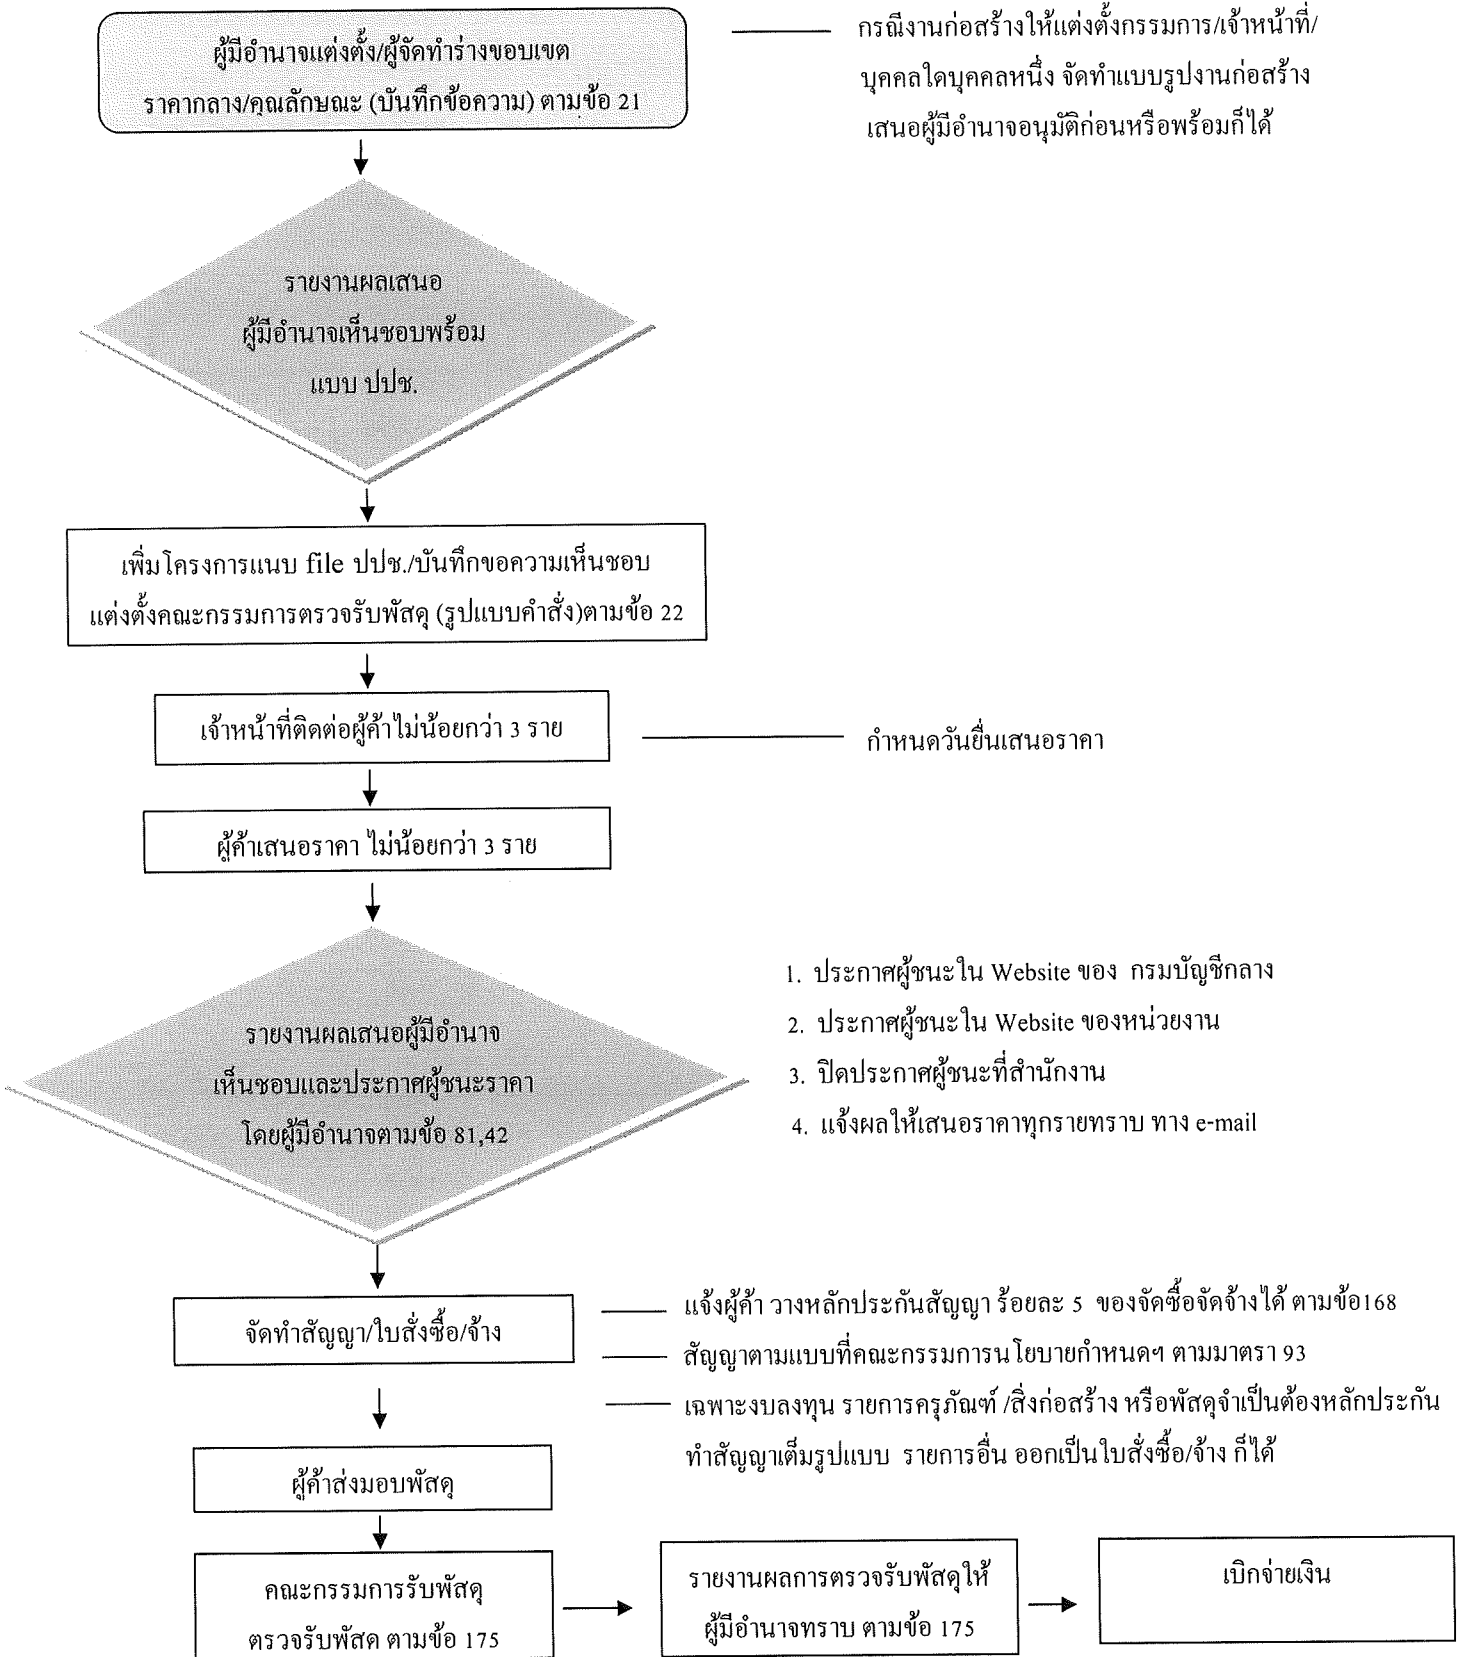 ผู้มีอำนาจแต่งตั้ง/ผู้จัดทำร่างขอบเขต
ราคากลาง/คุณลักษณะ (บันทึกข้อความ) ตามข้อ 21
กรณีงานก่อสร้างให้แต่งตั้งกรรมการ/เจ้าหน้าที่/
บุคคลใดบุคคลหนึ่ง จัดทำแบบรูปงานก่อสร้าง
เสนอผู้มีอำนาจอนุมัติก่อนหรือพร้อมก็ได้
รายงานผลเสนอ
ผู้มีอำนาจเห็นชอบพร้อม
แบบ ปปช.
เพิ่มโครงการแนบ file ปปช./บันทึกขอความเห็นชอบ
แต่งตั้งคณะกรรมการตรวจรับพัสดุ (รูปแบบคำสั่ง)ตามข้อ 22
เจ้าหน้าที่ติดต่อผู้ค้าไม่น้อยกว่า 3 ราย
กำหนดวันยื่นเสนอราคา
ผู้ค้าเสนอราคา ไม่น้อยกว่า 3 ราย
รายงานผลเสนอผู้มีอำนาจ
เห็นชอบและประกาศผู้ชนะราคา
โดยผู้มีอำนาจตามข้อ 81,42
1. ประกาศผู้ชนะใน Website ของ กรมบัญชีกลาง
2. ประกาศผู้ชนะใน Website ของหน่วยงาน
3. ปิดประกาศผู้ชนะที่สำนักงาน
4. แจ้งผลให้เสนอราคาทุกรายทราบ ทาง e-mail
จัดทำสัญญา/ใบสั่งซื้อ/จ้าง
แจ้งผู้ค้า วางหลักประกันสัญญา ร้อยละ 5 ของจัดซื้อจัดจ้างได้ ตามข้อ168
สัญญาตามแบบที่คณะกรรมการนโยบายกำหนดฯ ตามมาตรา 93
เฉพาะงบลงทุน รายการครุภัณฑ์ /สิ่งก่อสร้าง หรือพัสดุจำเป็นต้องหลักประกัน
ทำสัญญาเต็มรูปแบบ รายการอื่น ออกเป็นใบสั่งซื้อ/จ้าง ก็ได้
ผู้ค้าส่งมอบพัสดุ
คณะกรรมการรับพัสดุ
ตรวจรับพัสดุ ตามข้อ 175
รายงานผลการตรวจรับพัสดุให้
ผู้มีอำนาจทราบ ตามข้อ 175
เบิกจ่ายเงิน